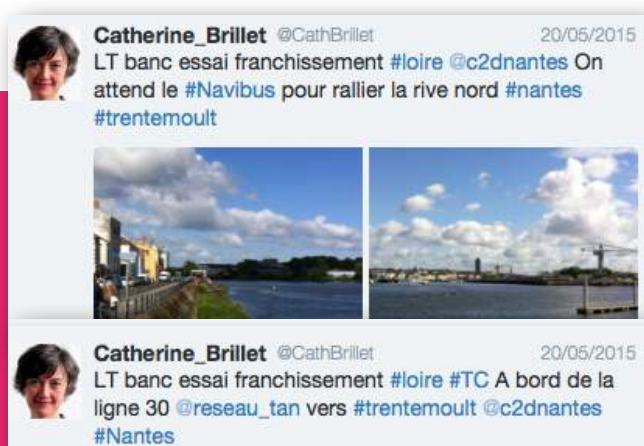 Catherine_Brillet @CathBrillet 20/05/2015
LT banc essai franchissement #loire @c2dnantes On
attend le #Navibus pour rallier la rive nord #nantes
#trentemoult
Catherine_Brillet @CathBrillet 20/05/2015
LT banc essai franchissement #loire #TC A bord de la
ligne 30 @reseau_tan vers #trentemoult @c2dnantes
#Nantes